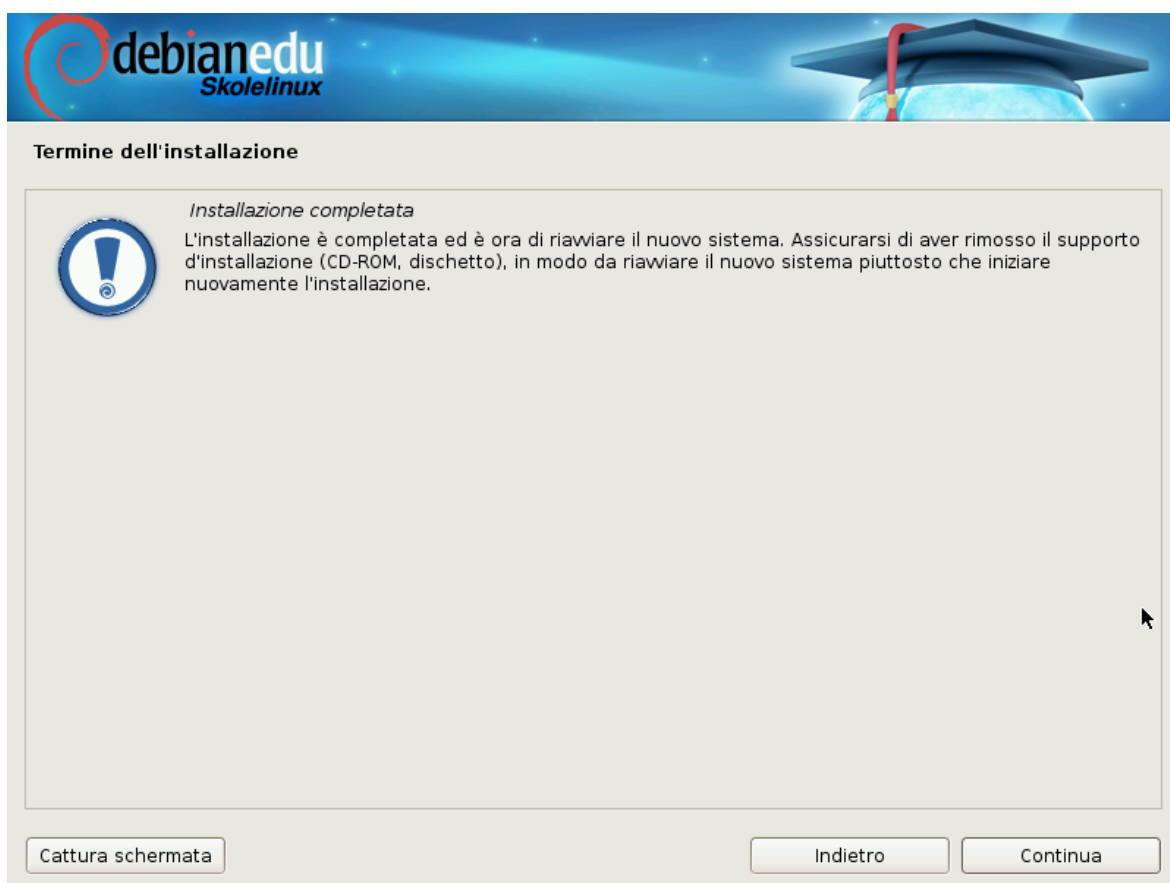 debianedu
Skolelinux
Termine dell'installazione
Installazione completata
L'installazione è completata ed è ora di riavviare il nuovo sistema. Assicurarsi di aver rimosso il supporto
d'installazione (CD-ROM, dischetto), in modo da riavviare il nuovo sistema piuttosto che iniziare
nuovamente l'installazione.
Cattura schermata
Indietro
Continua